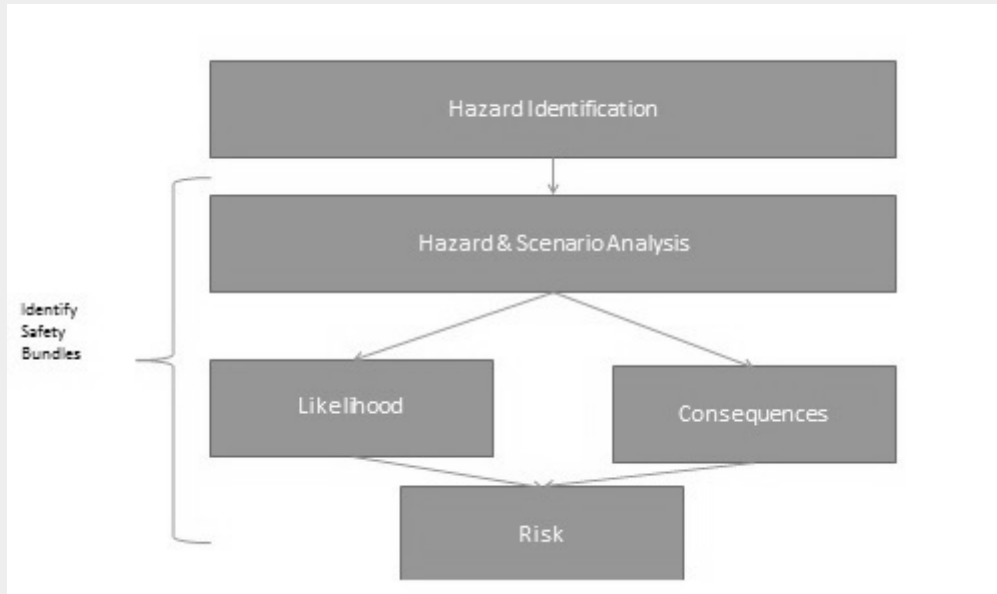 Hazard Identification
Hazard & Scenario Analysis
Identify
Safety
Bundles
Likelihood
Consequences
Risk